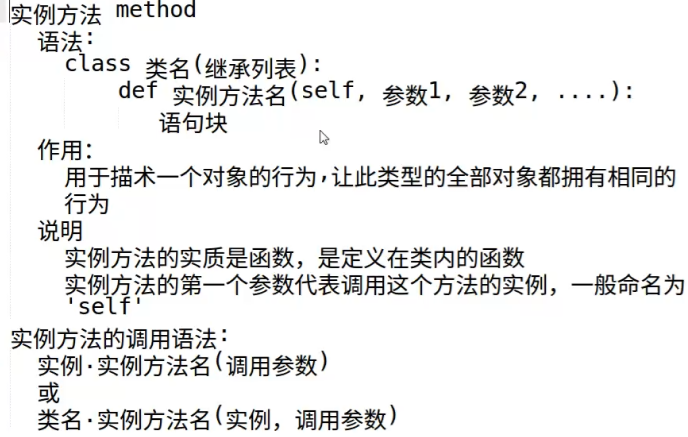 实例方法 method
语法:
class 类名(继承列表):
def 实例方法名(self, 参数1, 参数2, ....):
语句块
作用:
用于描术一个对象的行为,让此类型的全部对象都拥有相同的
行为
说明
实例方法的实质是函数，是定义在类内的函数
实例方法的第一个参数代表调用这个方法的实例，一般命名为
'self'
实例方法的调用语法:
实例.实例方法名(调用参数)
或
类名.实例方法名(实例，调用参数)